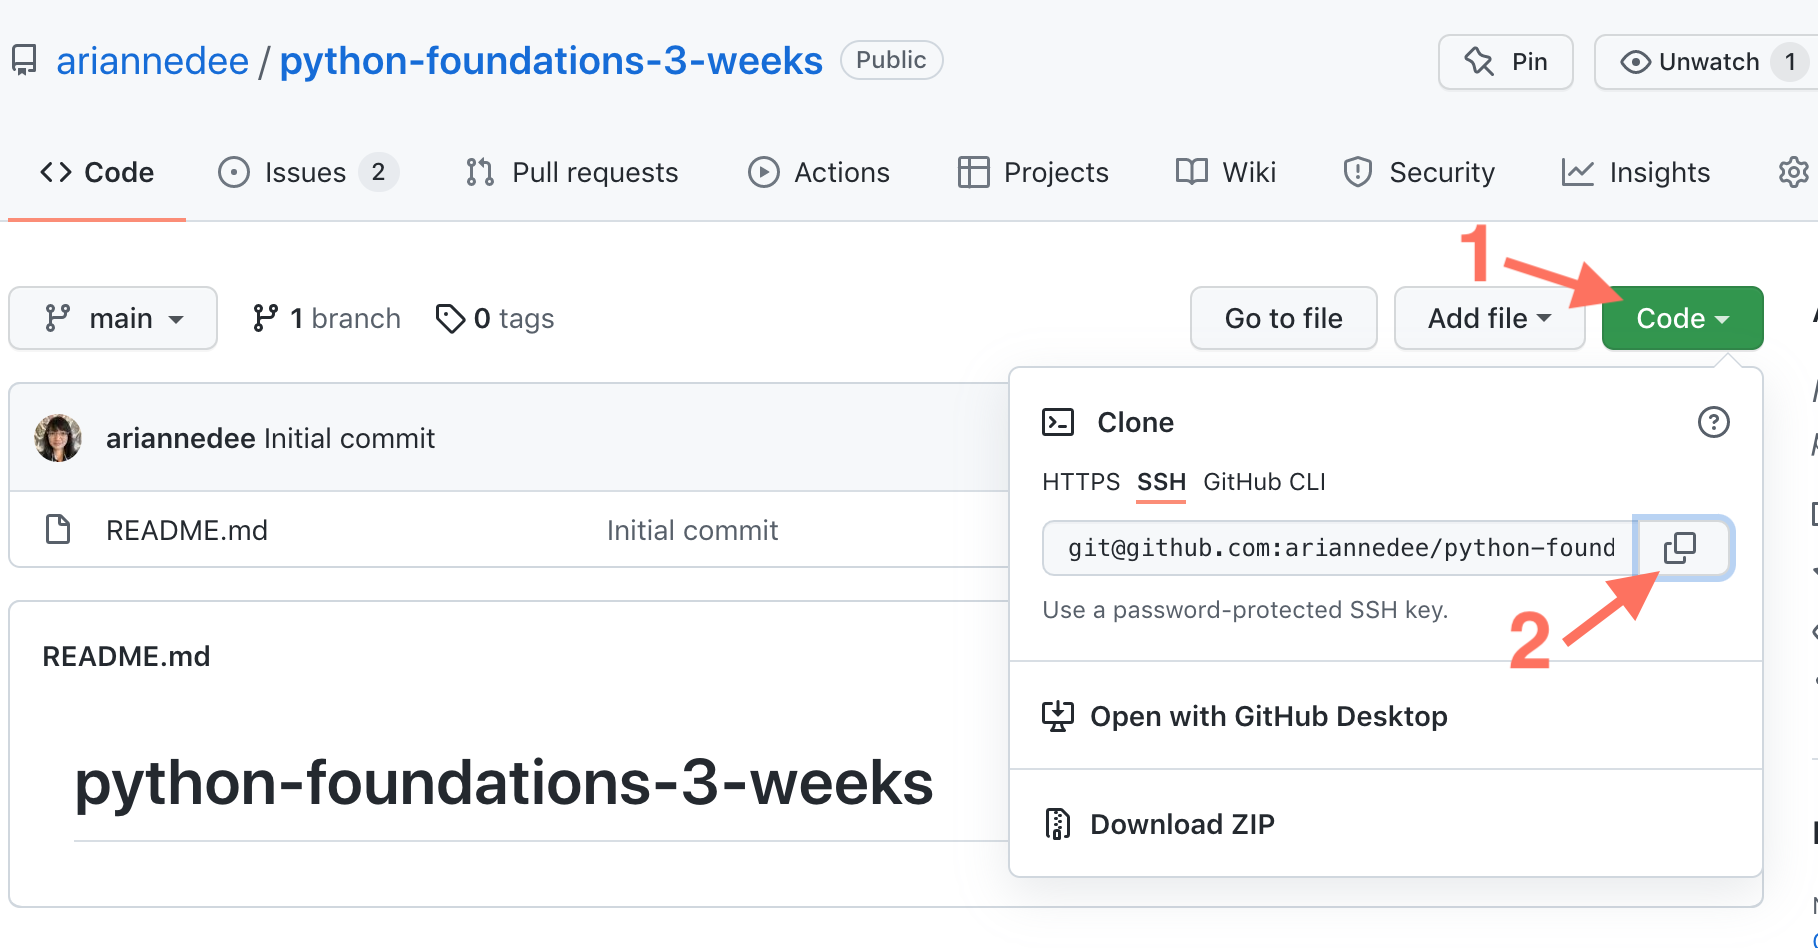 ariannedee / python-foundations-3-weeks Public Pin Unwatch 1
Code Issues 2 Pull requests Actions Projects Wiki Security Insights
1
main 1 branch 0 tags Go to file Add file Code
ariannedee Initial commit
README.md Initial commit
README.md
python-foundations-3-weeks
Clone
HTTPS SSH GitHub CLI
git@github.com:ariannedee/python-found
Use a password-protected SSH key.
2
Open with GitHub Desktop
Download ZIP